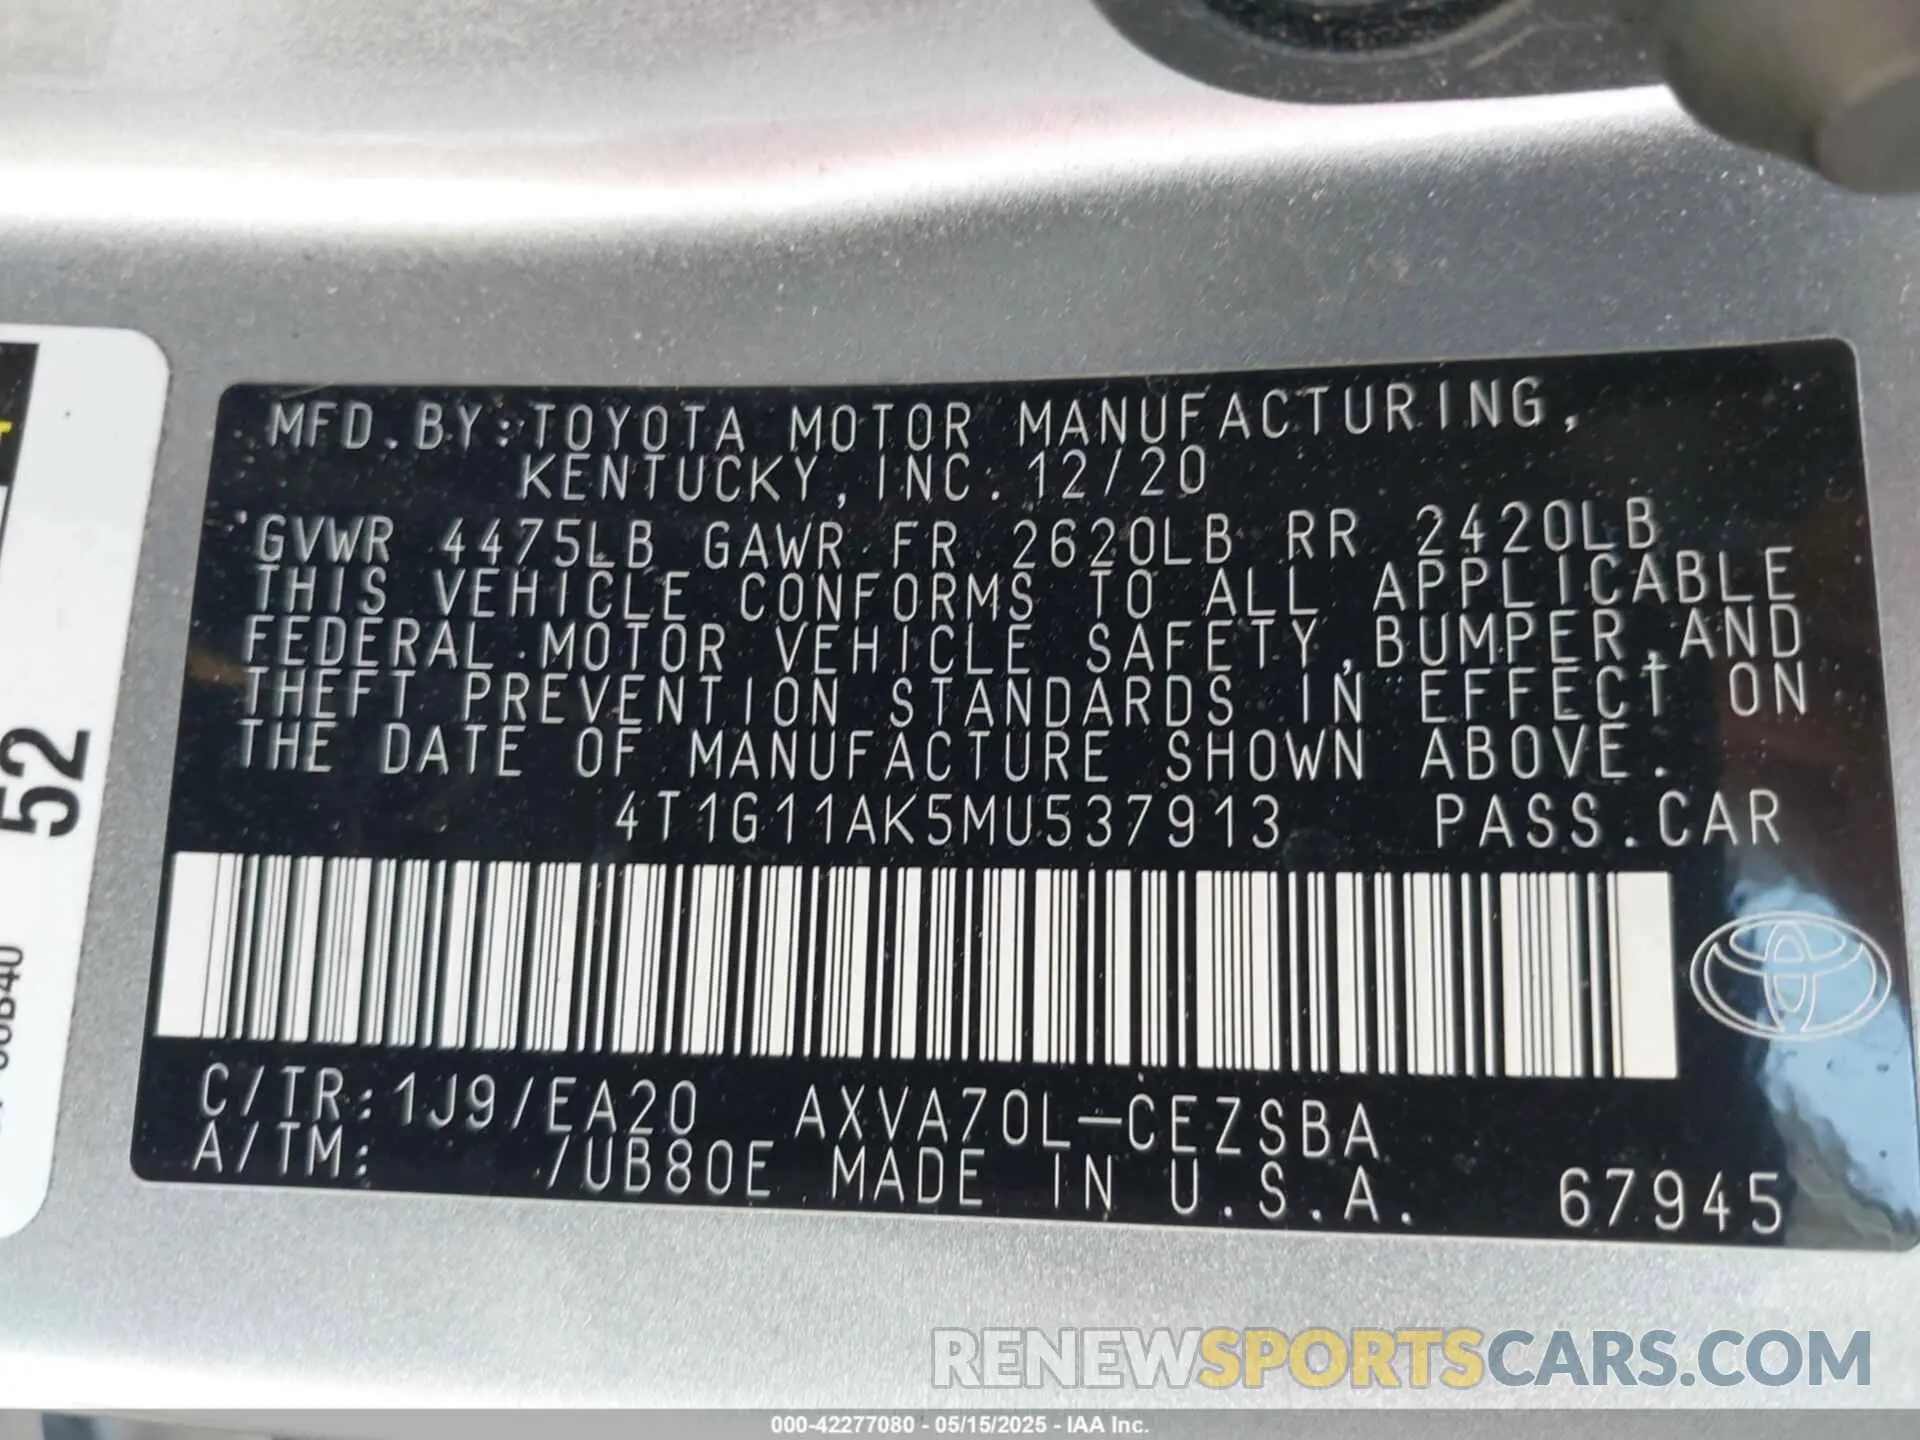 MFD.BY:TOYOTA MOTOR MANUFACTURING,
KENTUCKY, INC. 12/20
GVWR 4475LB GAWR FR 2620LB RR 2420LB
THIS VEHICLE CONFORMS TO ALL APPLICABLE
FEDERAL MOTOR VEHICLE SAFETY,BUMPER,AND
THEFT PREVENTION STANDARDS IN EFFECT ON
THE DATE OF MANUFACTURE SHOWN ABOVE.
4T1G11AK5MU537913 PASS.CAR
C/TR:1J9/EA20 AXVA70L-CEZSBA
A/TM: /UB80E MADE IN U.S.A. 67945
52
RENEWSPORTSCARS.COM
000-42277080 - 05/15/2025 - IAA Inc.